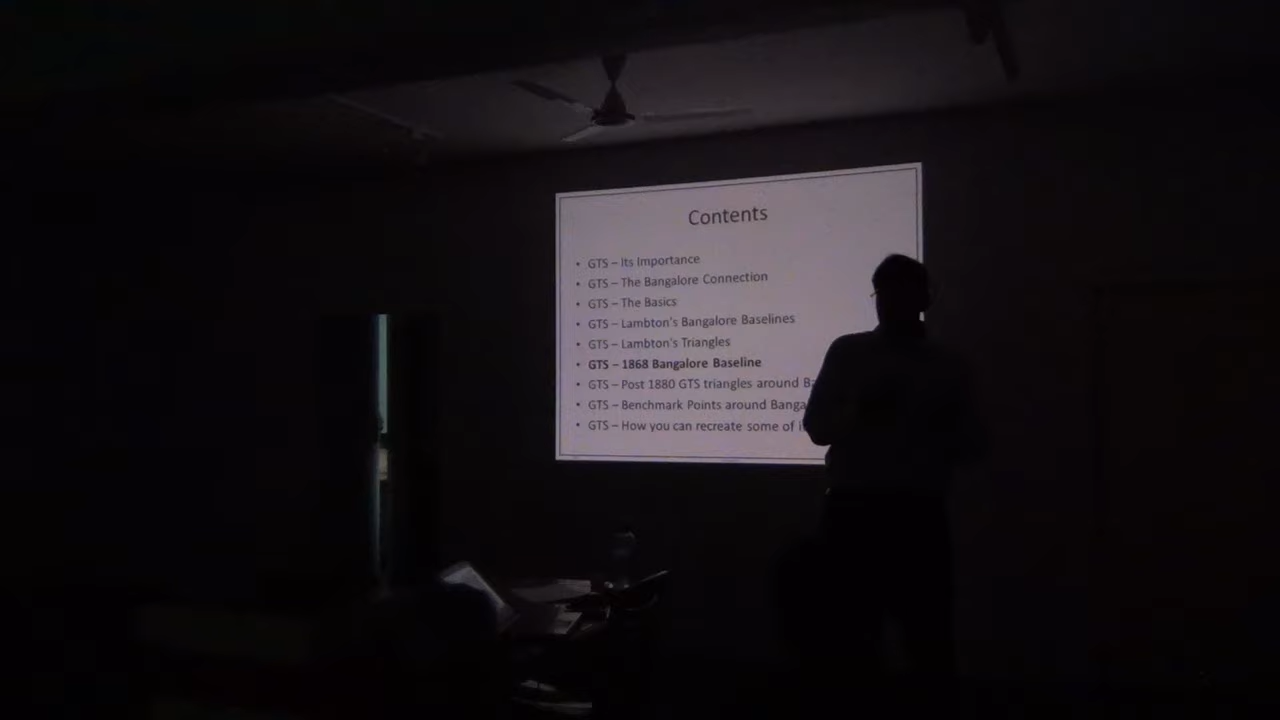 Contents
• GTS – Its Importance
• GTS – The Bangalore Connection
• GTS – The Basics
• GTS – Lambton's Bangalore Baselines
• GTS – Lambton's Triangles
• GTS – 1868 Bangalore Baseline
• GTS – Post 1880 GTS triangles around
• GTS – Benchmark Points around
• GTS – How you can recreate some of